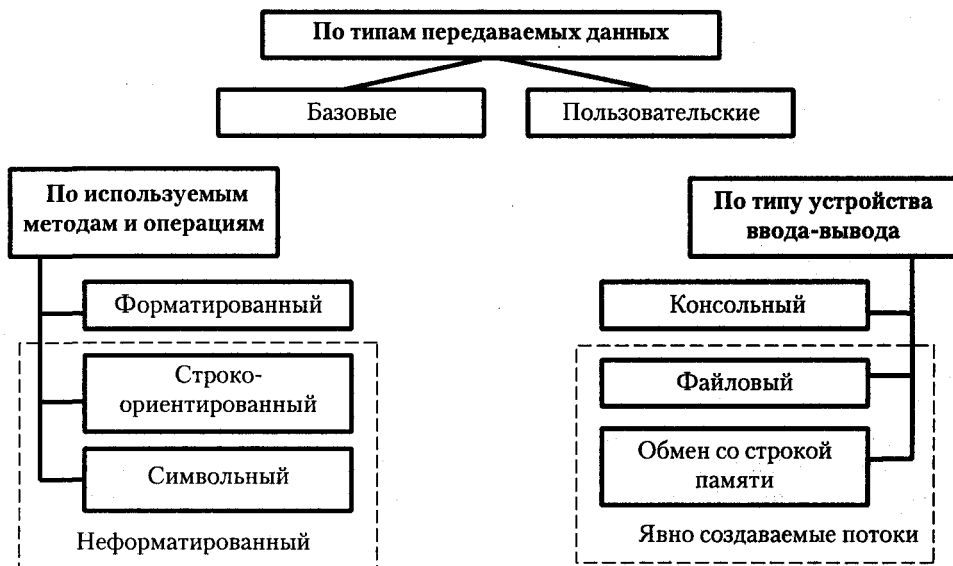 По типам передаваемых данных
Базовые
Пользовательские
По используемым
методам и операциям
Форматированный
Строко-
ориентированный
Символьный
Неформатированный
По типу устройства
ввода-вывода
Консольный
Файловый
Обмен со строкой
памяти
Явно создаваемые потоки